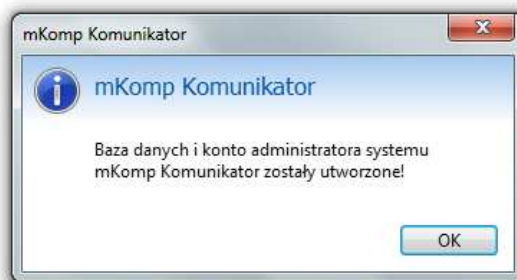 mKomp Komunikator
mKomp Komunikator
Baza danych i konto administratora systemu
mKomp Komunikator zostały utworzone!
OK